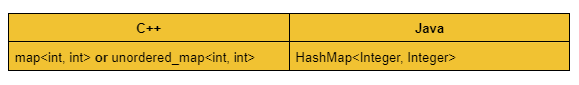 C++ Java
map<int, int> or unordered_map<int, int> HashMap<Integer, Integer>